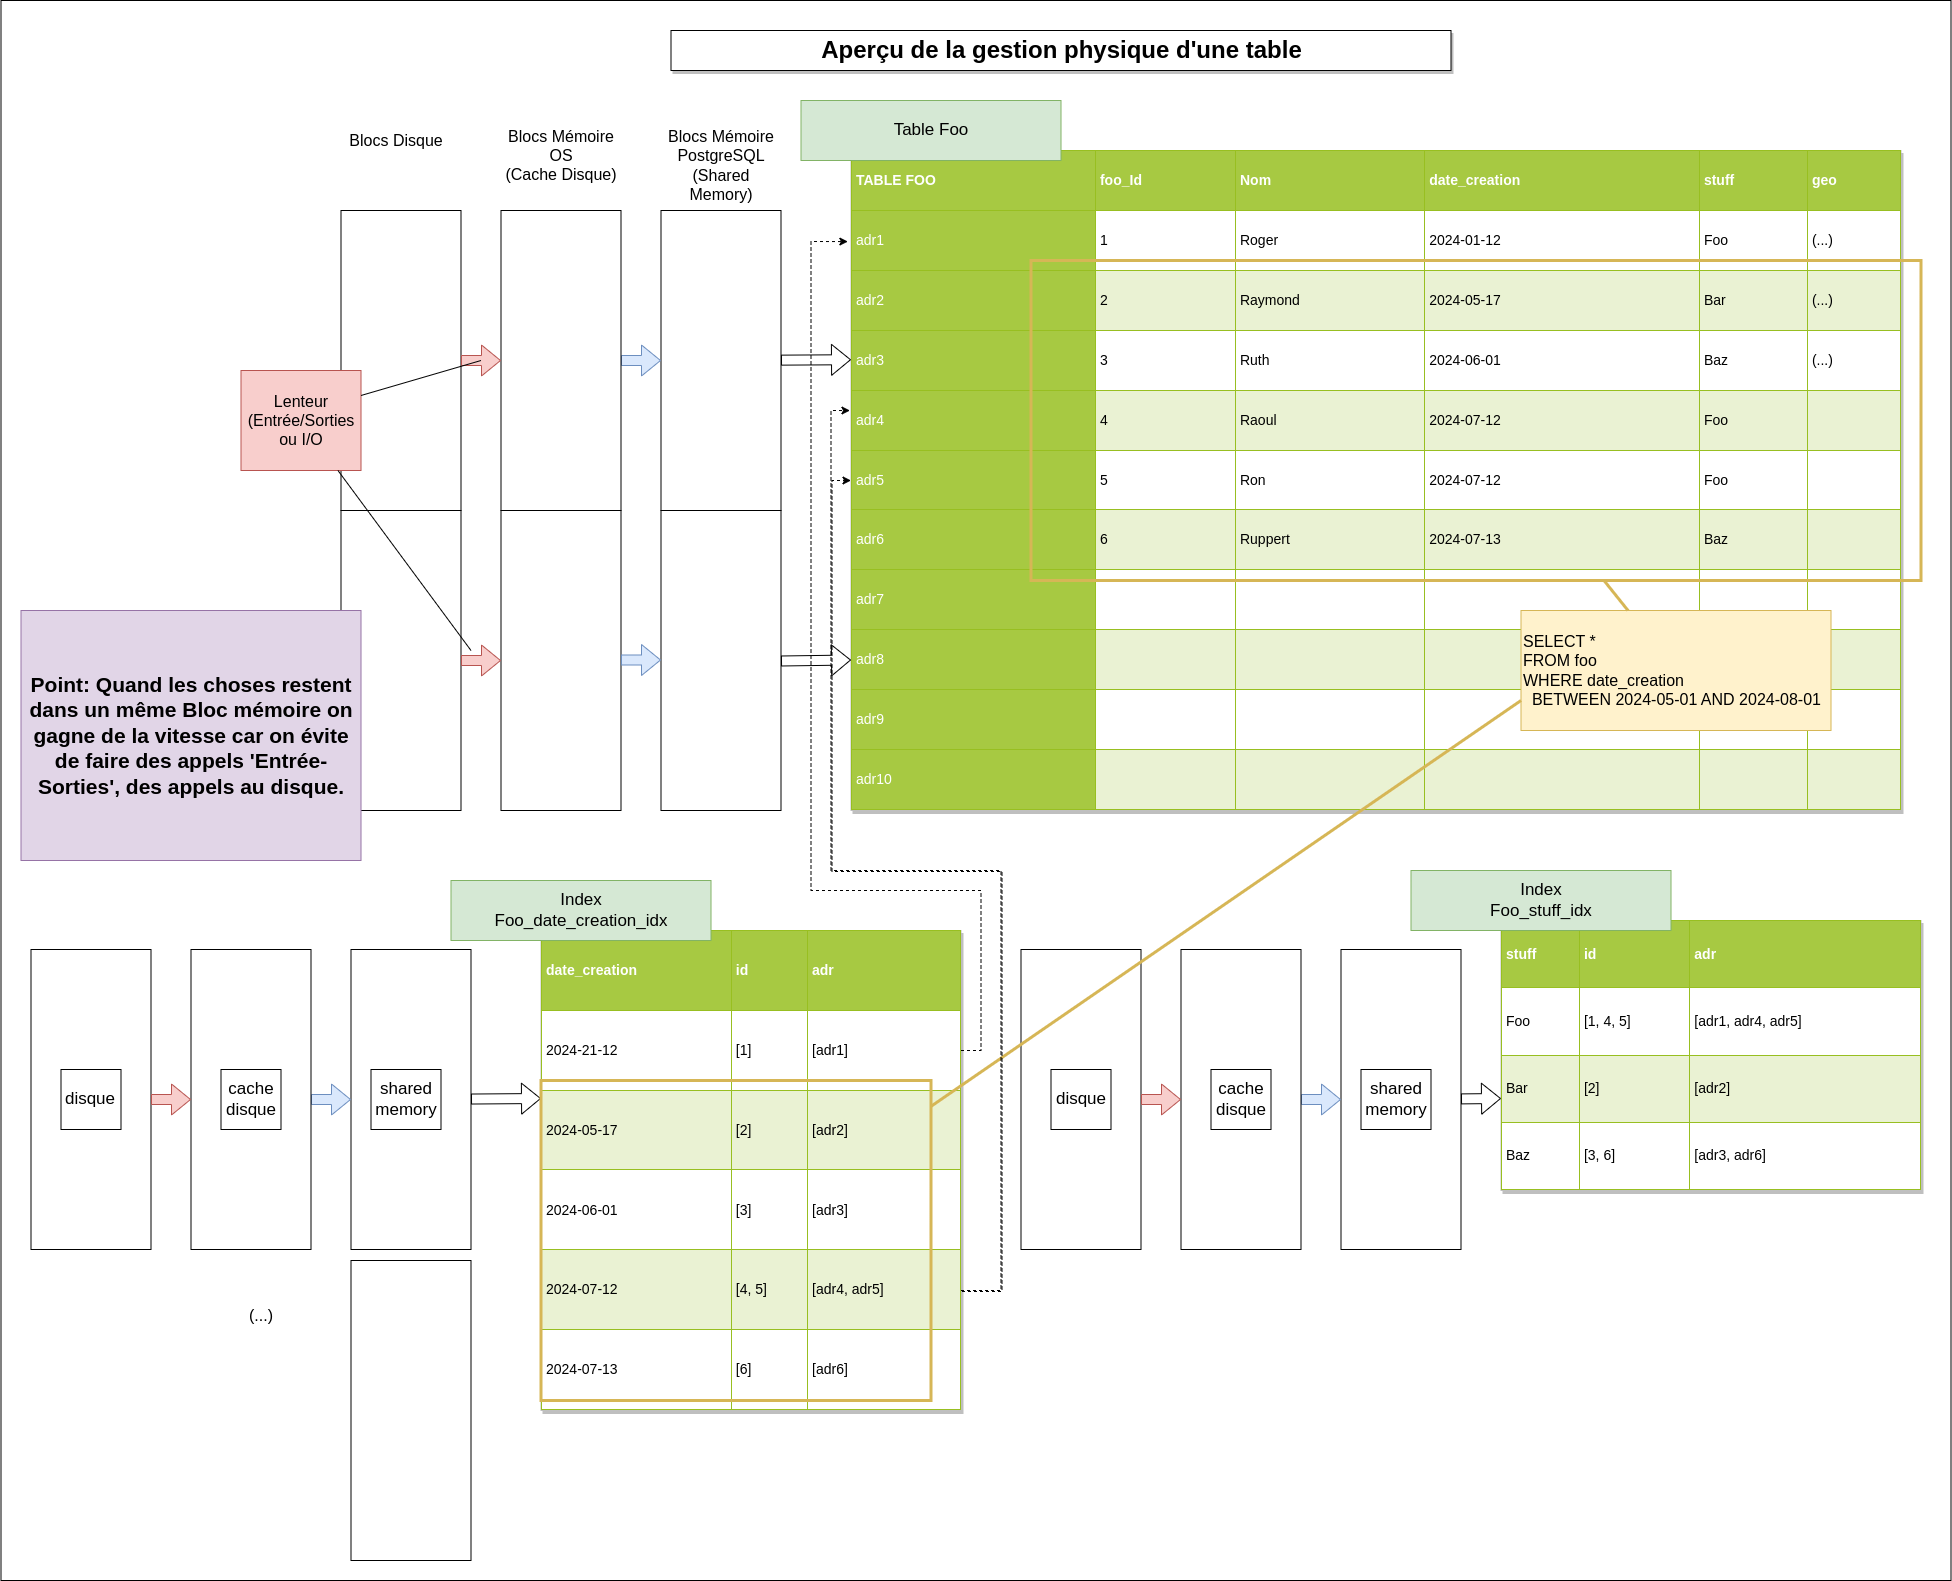 Aperçu de la gestion physique d'une table
Blocs Disque
Blocs Mémoire
OS
(Cache Disque)
Blocs Mémoire
PostgreSQL
(Shared
Memory)
Table Foo
TABLE FOO foo_Id Nom date_creation stuff geo
adr1 1 Roger 2024-01-12 Foo (...)
adr2 2 Raymond 2024-05-17 Bar (...)
adr3 3 Ruth 2024-06-01 Baz (...)
adr4 4 Raoul 2024-07-12 Foo
adr5 5 Ron 2024-07-12 Foo
adr6 6 Ruppert 2024-07-13 Baz
adr7
adr8
adr9
adr10
Lenteur
(Entrée/Sorties
ou I/O
SELECT *
FROM foo
WHERE date_creation
BETWEEN 2024-05-01 AND 2024-08-01
Point: Quand les choses restent
dans un même Bloc mémoire on
gagne de la vitesse car on évite
de faire des appels 'Entrée-
Sorties', des appels au disque.
Index
Foo_date_creation_idx
disque
cache
disque
shared
memory
(...)
date_creation id adr
2024-21-12 [1] [adr1]
2024-05-17 [2] [adr2]
2024-06-01 [3] [adr3]
2024-07-12 [4, 5] [adr4, adr5]
2024-07-13 [6] [adr6]
Index
Foo_stuff_idx
disque
cache
disque
shared
memory
stuff id adr
Foo [1, 4, 5] [adr1, adr4, adr5]
Bar [2] [adr2]
Baz [3, 6] [adr3, adr6]